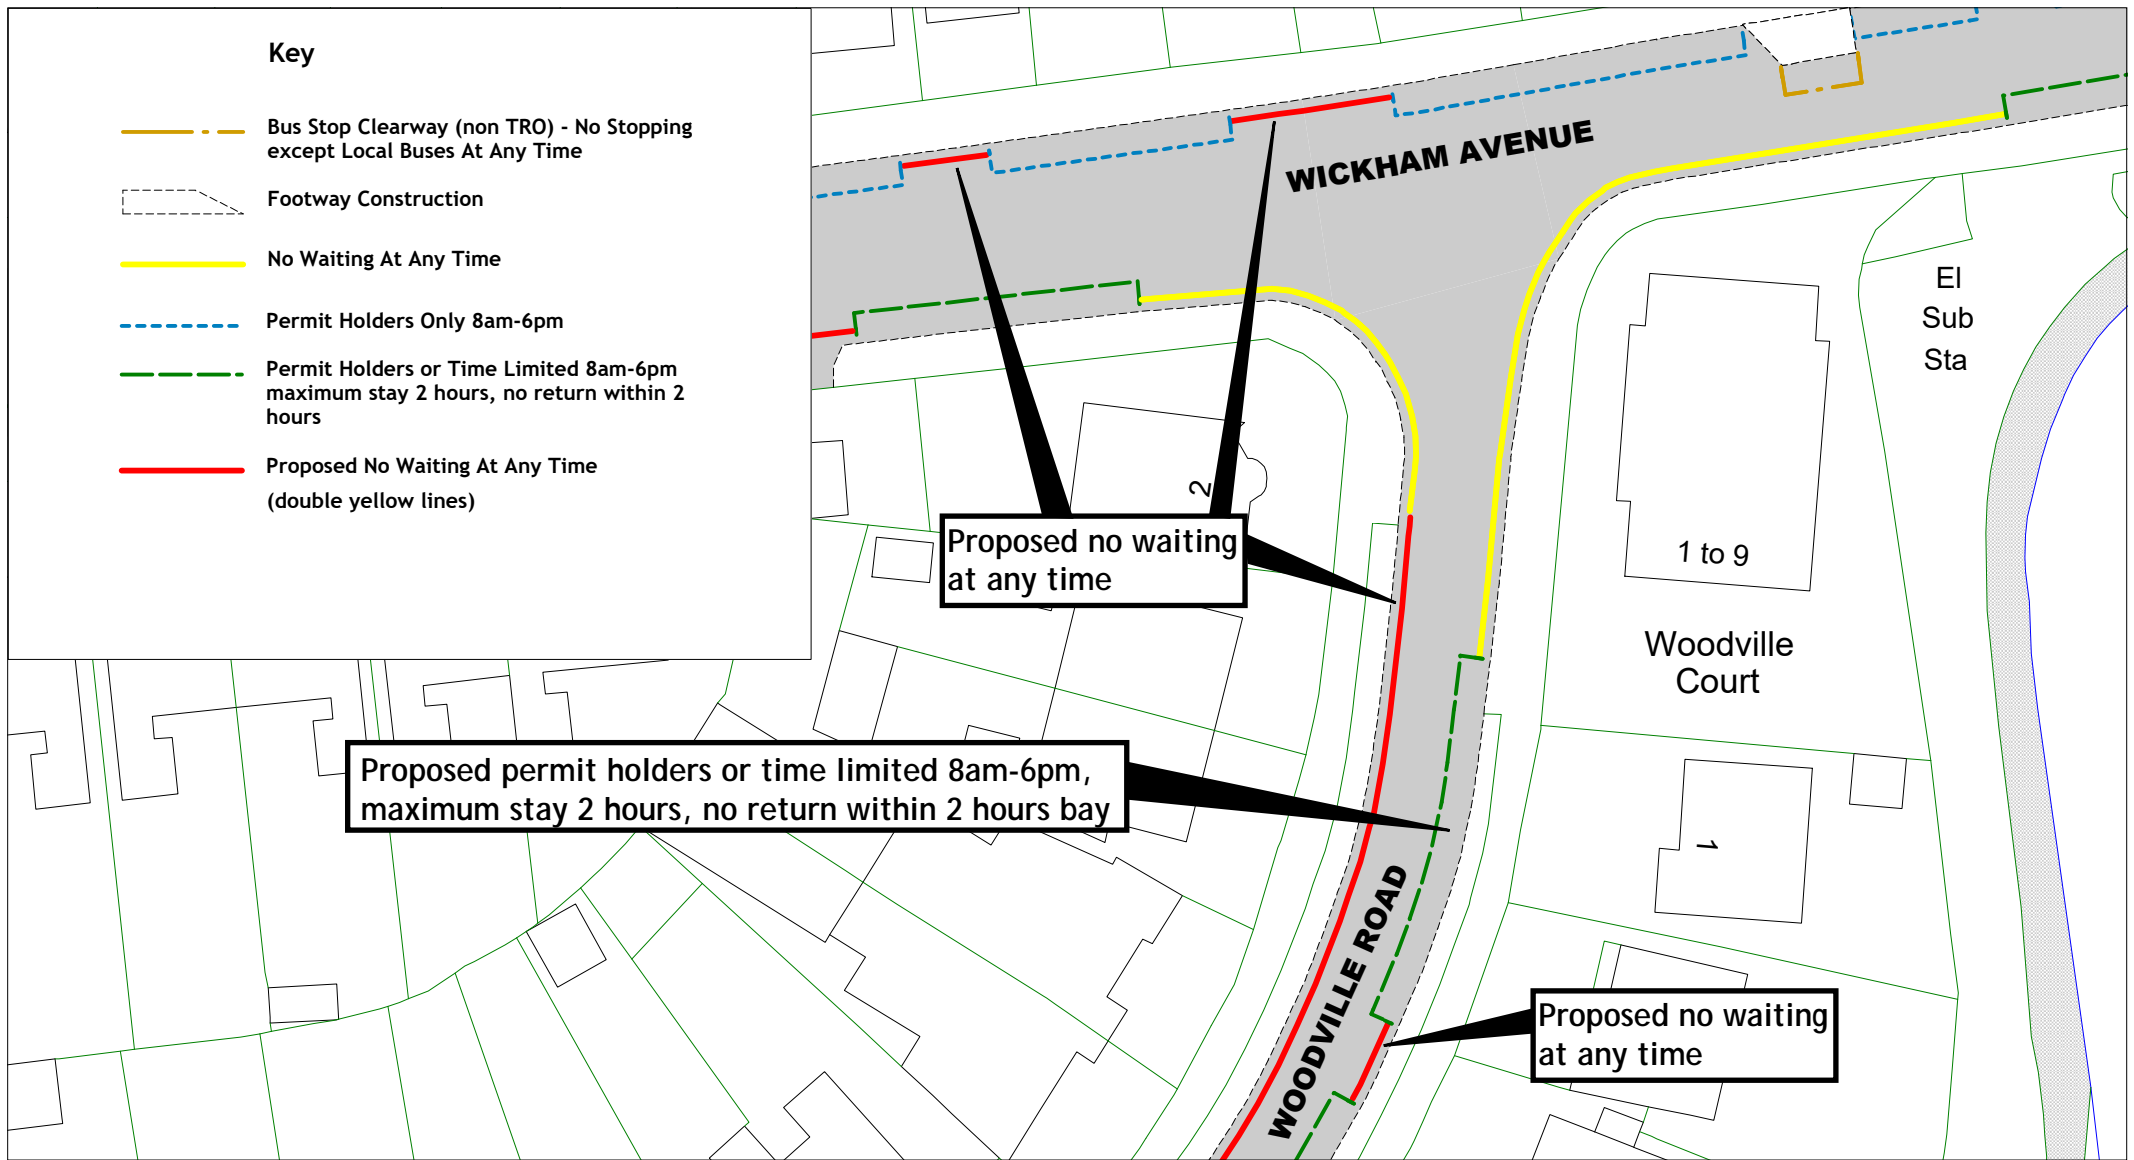 Key
Bus Stop Clearway (non TRO) - No Stopping
except Local Buses At Any Time
Footway Construction
No Waiting At Any Time
Permit Holders Only 8am-6pm
Permit Holders or Time Limited 8am-6pm
maximum stay 2 hours, no return within 2
hours
Proposed No Waiting At Any Time
(double yellow lines)
WICKHAM AVENUE
El
Sub
Sta
2
Proposed no waiting
at any time
1 to 9
Woodville
Court
Proposed permit holders or time limited 8am-6pm,
maximum stay 2 hours, no return within 2 hours bay
1
WOODVILLE ROAD
Proposed no waiting
at any time